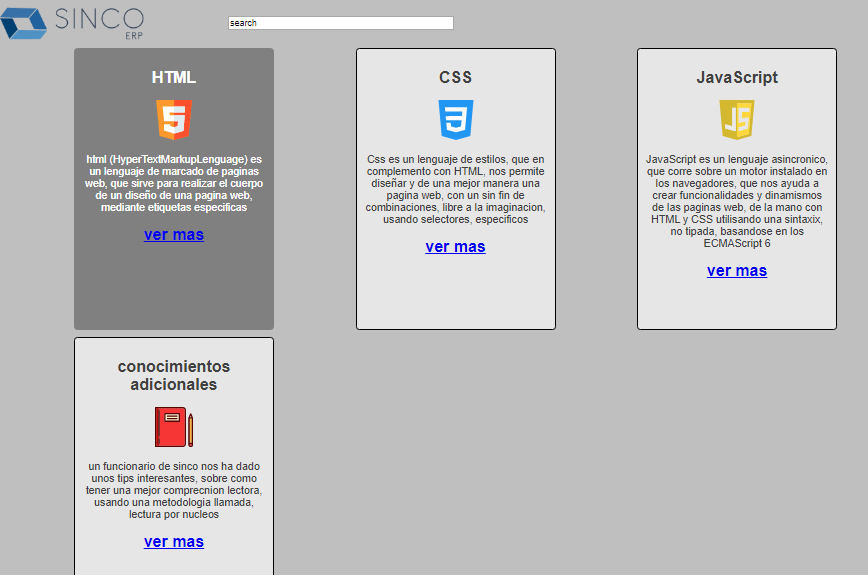 SINCO
ERP
search
HTML
5
html (HyperTextMarkupLenguage) es
un lenguaje de marcado de paginas
web, que sirve para realizar el cuerpo
de un diseño de una pagina web,
mediante etiquetas especificas
ver mas
CSS
3
Css es un lenguaje de estilos, que en
complemento con HTML, nos permite
diseñar y de una mejor manera una
pagina web, con un sin fin de
combinaciones, libre a la imaginacion,
usando selectores, especificos
ver mas
JavaScript
JS
JavaScript es un lenguaje asincronico,
que corre sobre un motor instalado en
los navegadores, que nos ayuda a
crear funcionalidades y dinamismos
de las paginas web, de la mano con
HTML y CSS utilisando una sintaxix,
no tipada, basandose en los
ECMAScript 6
ver mas
conocimientos
adicionales
un funcionario de sinco nos ha dado
unos tips interesantes, sobre como
tener una mejor comprecnion lectora,
usando una metodologia llamada,
lectura por nucleos
ver mas